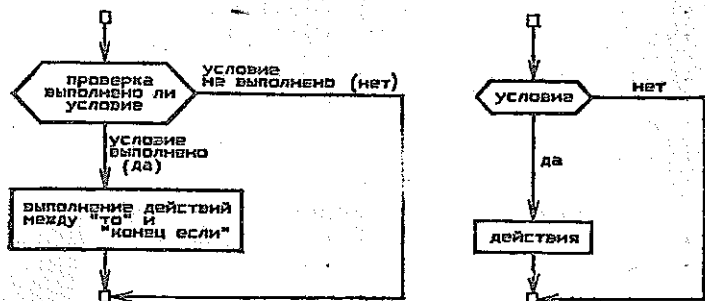 проверка
выполнено ли
условие
условие
не выполнено (нет)
условие
выполнено
(да)
выполнение действий
между "то" и
"конец если"
условие
нет
да
действия